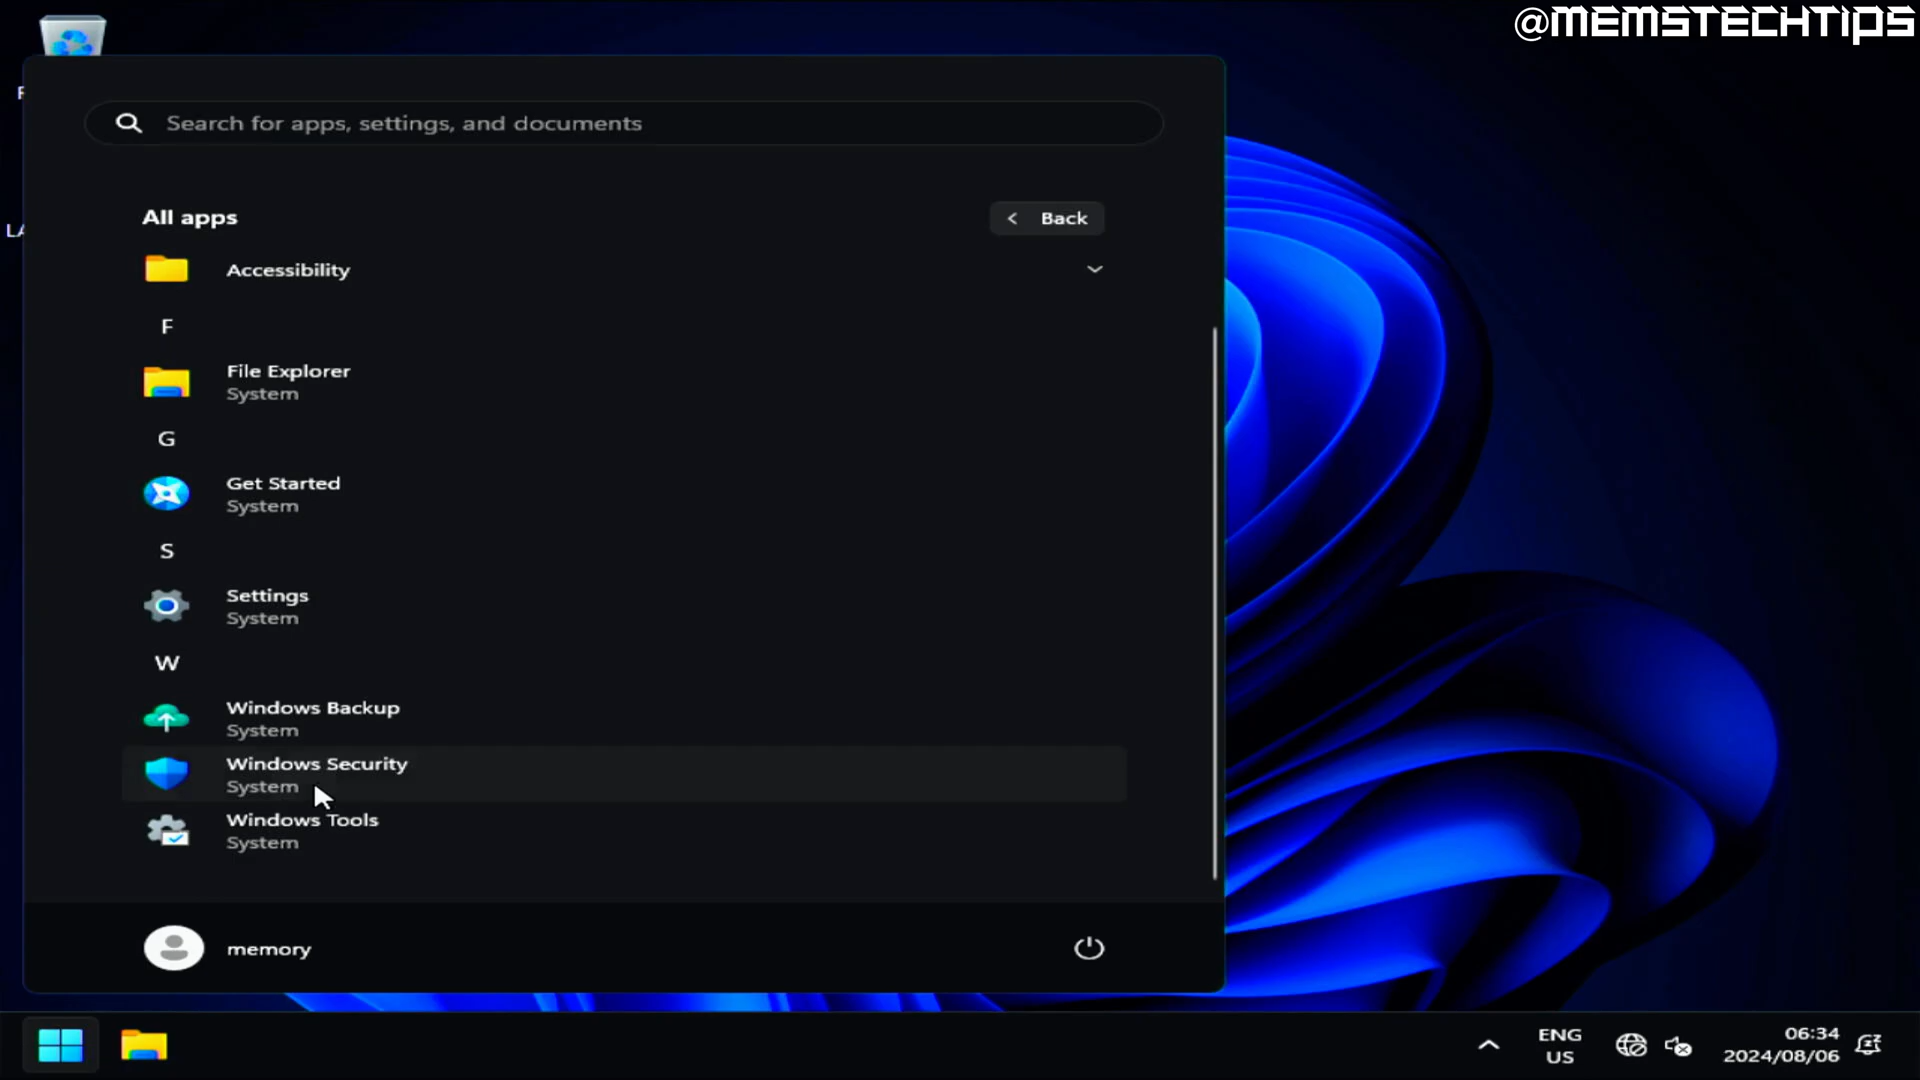 @MEMSTECHTIPS
Search for apps, settings, and documents
All apps
Back
Accessibility
F
File Explorer
System
G
Get Started
System
S
Settings
System
W
Windows Backup
System
Windows Security
System
Windows Tools
System
memory
ENG
US
06:34
2024/08/06